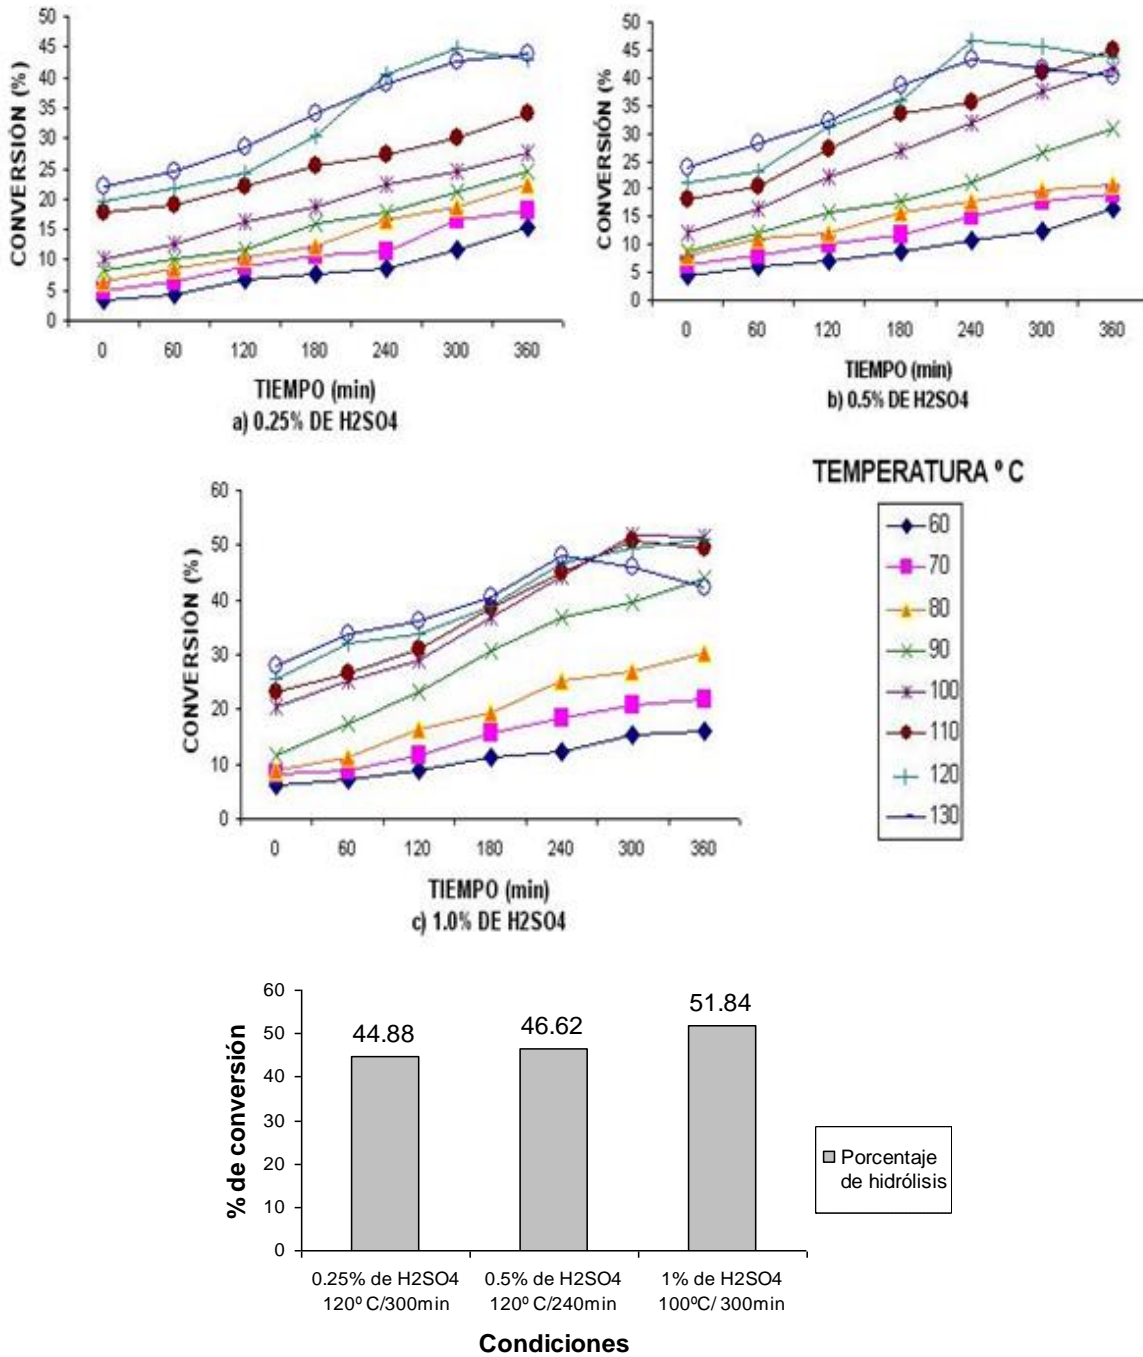 CONVERSIÓN (%)
50
45
40
35
30
25
20
15
10
5
0
0 60 120 180 240 300 360
TIEMPO (min)
a) 0.25% DE H2SO4
CONVERSIÓN (%
50
45
40
35
30
25
20
15
10
5
0
0 60 120 180 240 300 360
TIEMPO (min)
b) 0.5% DE H2SO4
CONVERSIÓN (%)
60
50
40
30
20
10
0
0 60 120 180 240 300 360
TIEMPO (min)
c) 1.0% DE H2SO4
TEMPERATURA º C
60
70
80
90
100
110
120
130
% de conversión
60
50
40
30
20
10
0
44.88
46.62
51.84
0.25% de H2SO4
120º C/300min
0.5% de H2SO4
120º C/240min
1% de H2SO4
100ºC/ 300min
Condiciones
Porcentaje
de hidrólisis